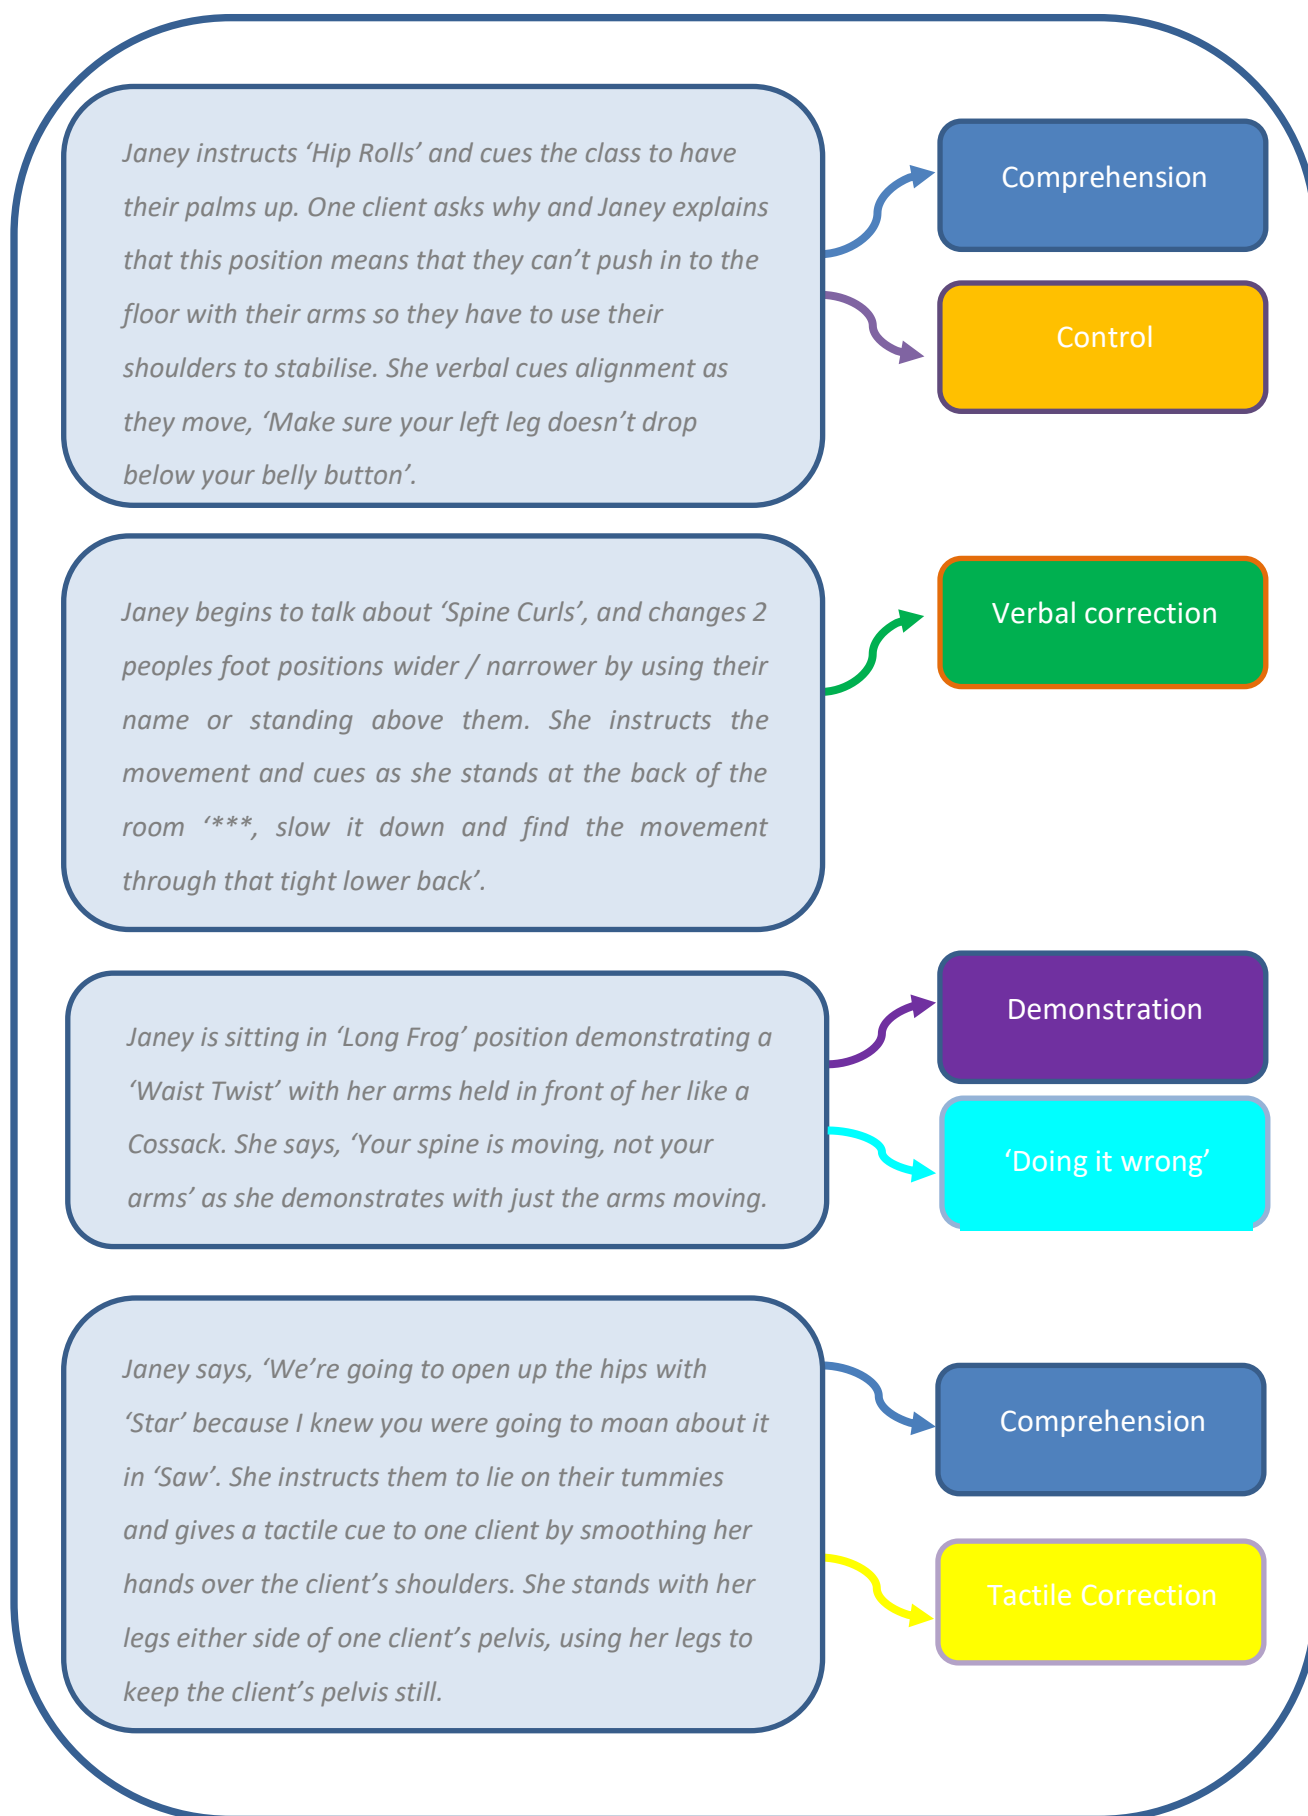 Janey instructs ‘Hip Rolls’ and cues the class to have
their palms up. One client asks why and Janey explains
that this position means that they can’t push in to the
floor with their arms so they have to use their
shoulders to stabilise. She verbal cues alignment as
they move, ‘Make sure your left leg doesn’t drop
below your belly button’.
Comprehension
Control
Janey begins to talk about ‘Spine Curls’, and changes 2
peoples foot positions wider / narrower by using their
name or standing above them. She instructs the
movement and cues as she stands at the back of the
room ‘***, slow it down and find the movement
through that tight lower back’.
Verbal correction
Janey is sitting in ‘Long Frog’ position demonstrating a
‘Waist Twist’ with her arms held in front of her like a
Cossack. She says, ‘Your spine is moving, not your
arms’ as she demonstrates with just the arms moving.
Demonstration
‘Doing it wrong’
Janey says, ‘We’re going to open up the hips with
‘Star’ because I knew you were going to moan about it
in ‘Saw’. She instructs them to lie on their tummies
and gives a tactile cue to one client by smoothing her
hands over the client’s shoulders. She stands with her
legs either side of one client’s pelvis, using her legs to
keep the client’s pelvis still.
Comprehension
Tactile Correction